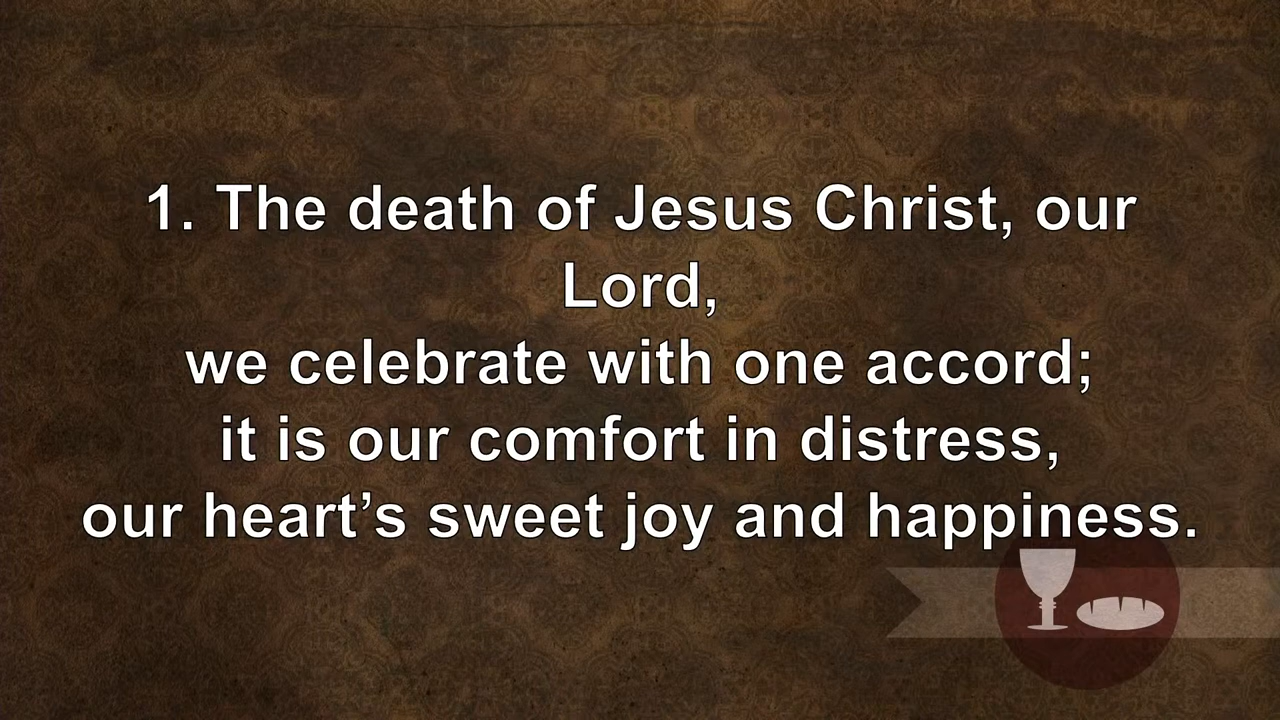 1. The death of Jesus Christ, our
Lord,
we celebrate with one accord;
it is our comfort in distress,
our heart’s sweet joy and happiness.